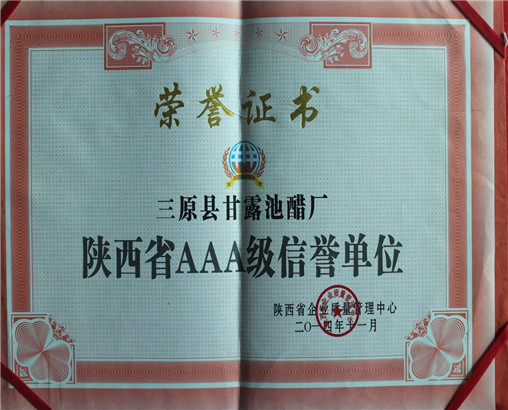 荣誉证书
三原县甘露池醋厂
陕西省AAA级信誉单位
陕西省企业质量管理中心
二〇一四年十一月